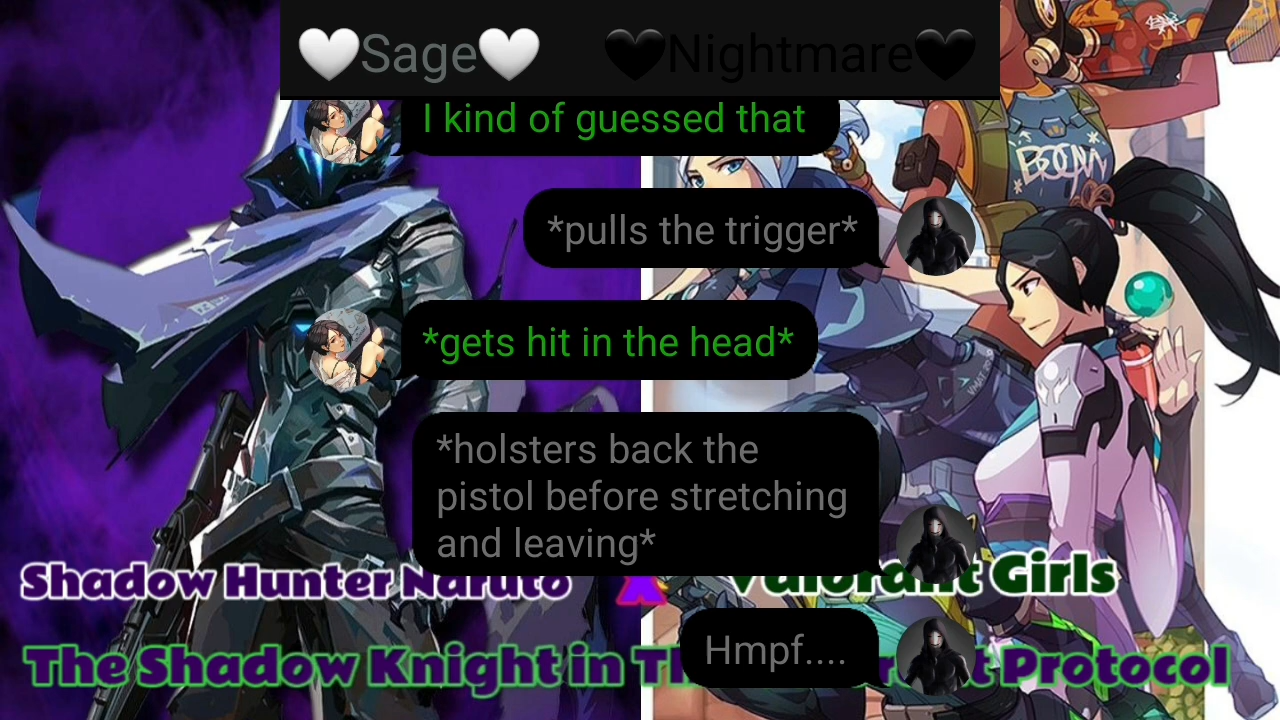 🤍Sage🤍 🖤Nightmare🖤
I kind of guessed that
*pulls the trigger*
*gets hit in the head*
*holsters back the
pistol before stretching
and leaving*
Hmpf....
BOOM
Shadow Hunter Naruto X Valorant Girls
The Shadow Knight in Protocol